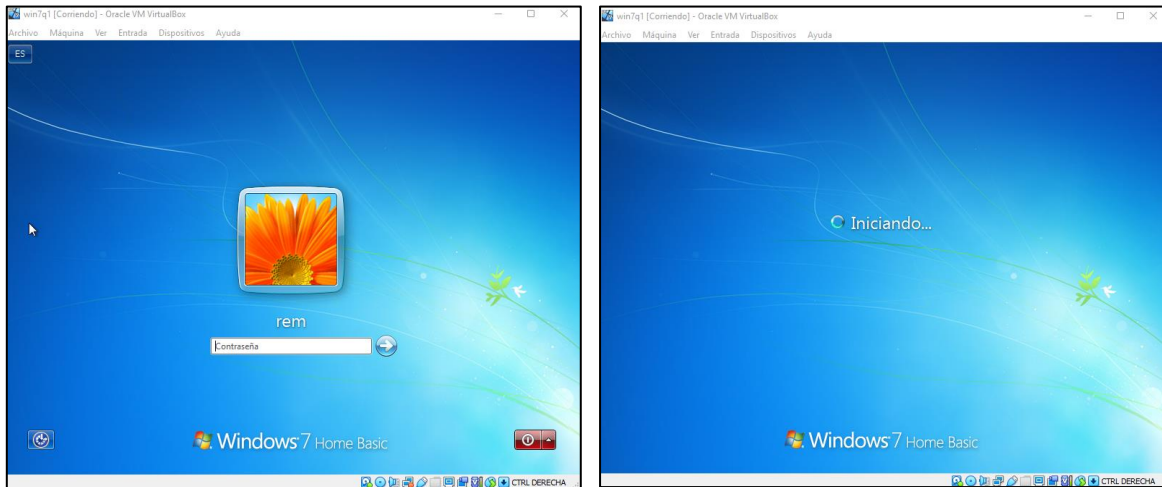 win7q1 [Corriendo] - Oracle VM VirtualBox
Archivo Máquina Ver Entrada Dispositivos Ayuda
ES
rem
Contraseña
Windows 7 Home Basic
CTRL DERECHA
win7q1 [Corriendo] - Oracle VM VirtualBox
Archivo Máquina Ver Entrada Dispositivos Ayuda
Iniciando...
Windows 7 Home Basic
CTRL DERECHA